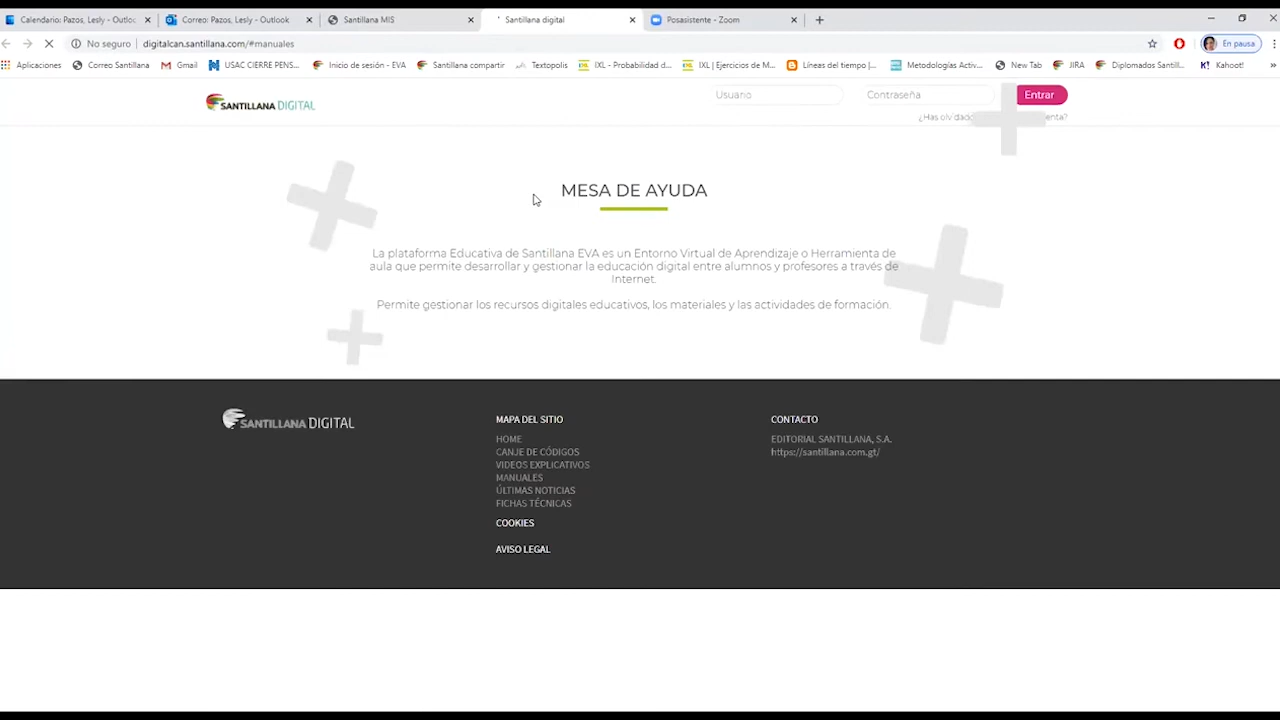 Calendario: Pazos, Lesly - Outloc
Correo: Pazos, Lesly - Outlook
Santillana MIS
Santillana digital
Posasistente - Zoom
No seguro
digitalcan.santillana.com/#manuales
En pausa
Aplicaciones
Correo Santillana
Gmail
USAC CIERRE PENS...
Inicio de sesión - EVA
Santillana compartir
Textopolis
IXL - Probabilidad d...
IXL | Ejercicios de M...
Líneas del tiempo |...
Metodologías Activ...
New Tab
JIRA
Diplomados Santill...
Kahoot!
SANTILLANA DIGITAL
Usuario
Contraseña
Entrar
¿Has olvidado enta?
MESA DE AYUDA
La plataforma Educativa de Santillana EVA es un Entorno Virtual de Aprendizaje o Herramienta de
aula que permite desarrollar y gestionar la educación digital entre alumnos y profesores a través de
Internet.
Permite gestionar los recursos digitales educativos, los materiales y las actividades de formación.
SANTILLANA DIGITAL
MAPA DEL SITIO
HOME
CANJE DE CÓDIGOS
VIDEOS EXPLICATIVOS
MANUALES
ÚLTIMAS NOTICIAS
FICHAS TÉCNICAS
COOKIES
AVISO LEGAL
CONTACTO
EDITORIAL SANTILLANA, S.A.
https://santillana.com.gt/